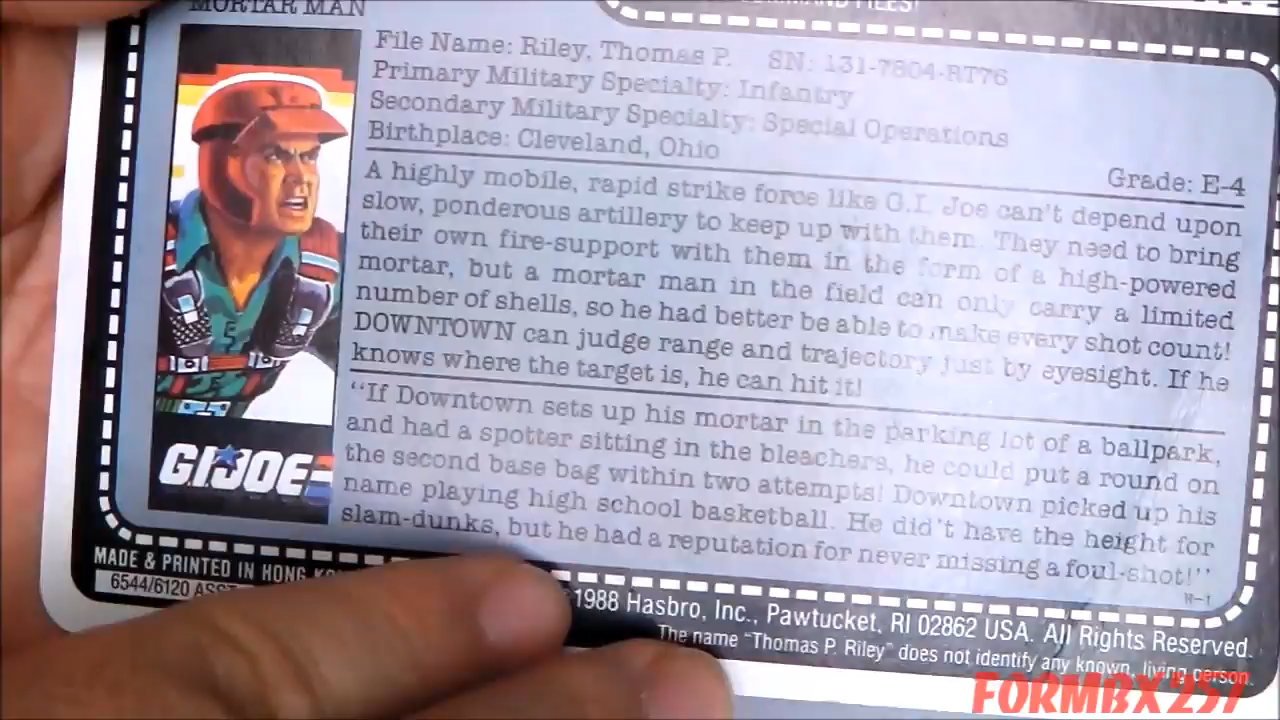 MORTAR MAN
File Name: Riley, Thomas P. SN: 131-7804-RT76
Primary Military Specialty: Infantry
Secondary Military Specialty: Special Operations
Birthplace: Cleveland, Ohio
Grade: E-4
A highly mobile, rapid strike force like G.I. Joe can't depend upon
slow, ponderous artillery to keep up with them. They need to bring
their own fire-support with them in the form of a high-powered
mortar, but a mortar man in the field can only carry a limited
number of shells, so he had better be able to make every shot count!
DOWNTOWN can judge range and trajectory just by eyesight. If he
knows where the target is, he can hit it!
"If Downtown sets up his mortar in the parking lot of a ballpark,
and had a spotter sitting in the bleachers, he could put a round on
the second base bag within two attempts! Downtown picked up his
name playing high school basketball. He did't have the height for
slam-dunks, but he had a reputation for never missing a foul-shot!"
GI JOE
MADE & PRINTED IN HONG
6544/6120 ASST
1988 Hasbro, Inc., Pawtucket, RI 02862 USA. All Rights Reserved.
The name "Thomas P. Riley" does not identify any known, living person.
FORMBX257